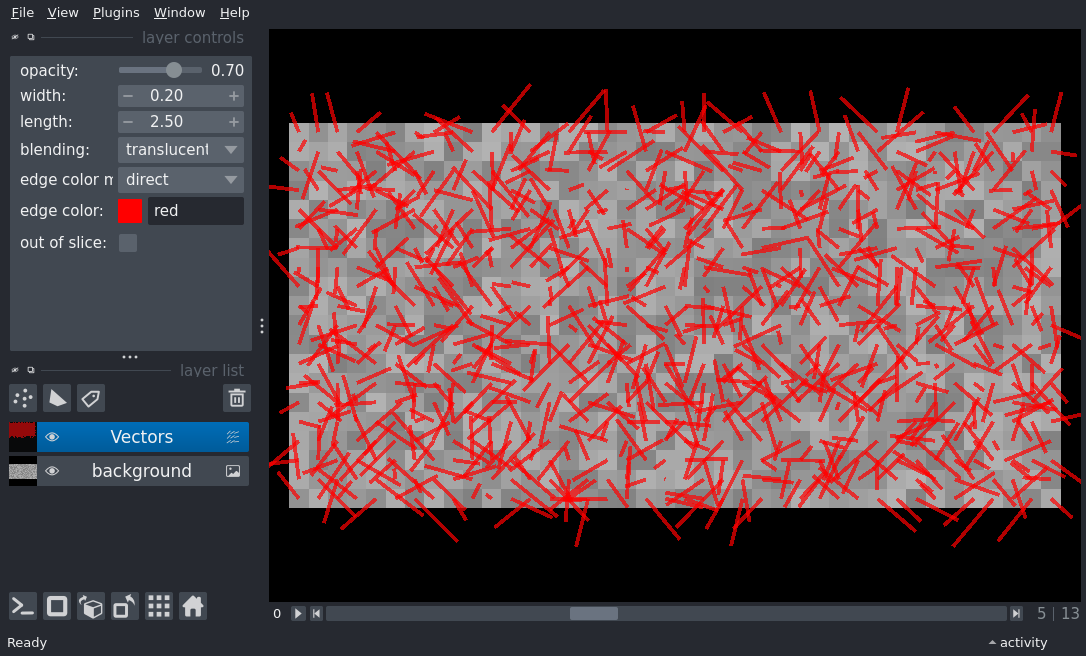 File View Plugins Window Help
layer controls
opacity: 0.70
width: − 0.20 +
length: − 2.50 +
blending: translucent
edge color m direct
edge color: red
out of slice:
layer list
Vectors
background
0 5 | 13
Ready activity